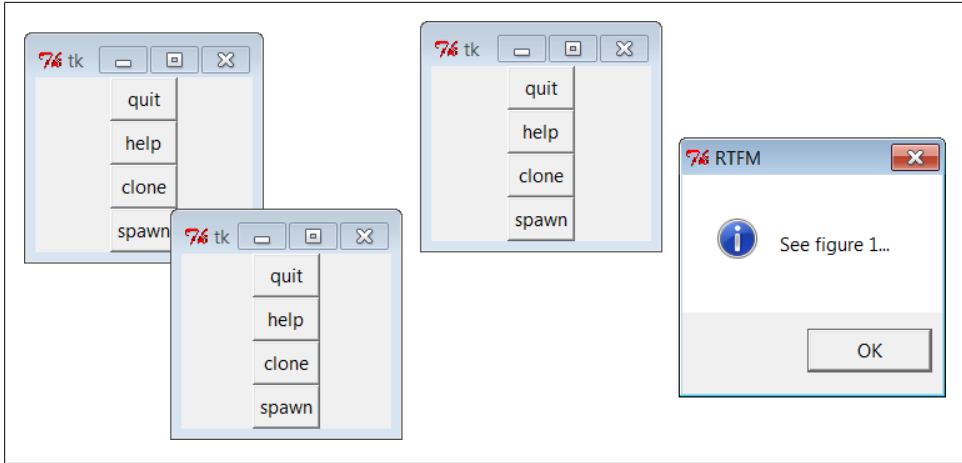 tk
quit
help
clone
spawn
tk
quit
help
clone
spawn
tk
quit
help
clone
spawn
RTFM
See figure 1...
OK